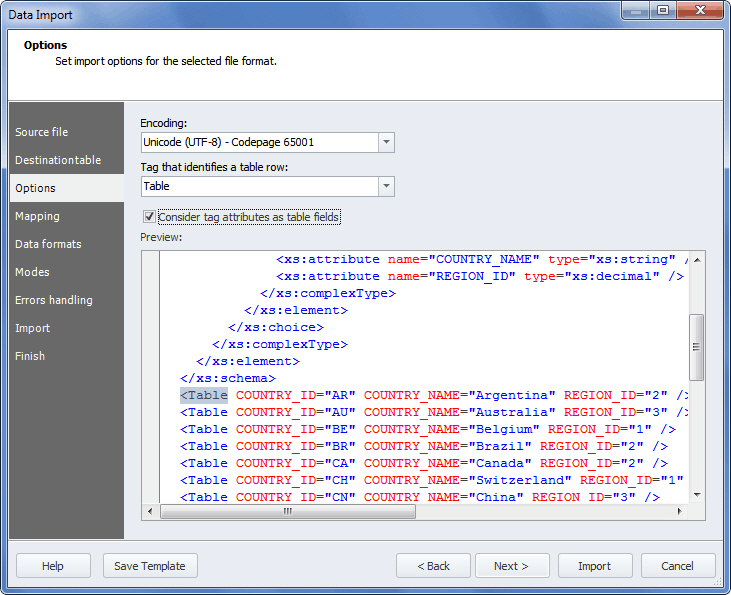 Data Import
Options
Set import options for the selected file format.
Source file
Destinationtable
Options
Mapping
Data formats
Modes
Errors handling
Import
Finish
Encoding:
Unicode (UTF-8) - Codepage 65001
Tag that identifies a table row:
Table
Consider tag attributes as table fields
Preview:
<xs:attribute name="COUNTRY_NAME" type="xs:string" /
<xs:attribute name="REGION_ID" type="xs:decimal" />
</xs:complexType>
</xs:element>
</xs:choice>
</xs:complexType>
</xs:element>
</xs:schema>
<Table COUNTRY_ID="AR" COUNTRY_NAME="Argentina" REGION_ID="2" />
<Table COUNTRY_ID="AU" COUNTRY_NAME="Australia" REGION_ID="3" />
<Table COUNTRY_ID="BE" COUNTRY_NAME="Belgium" REGION_ID="1" />
<Table COUNTRY_ID="BR" COUNTRY_NAME="Brazil" REGION_ID="2" />
<Table COUNTRY_ID="CA" COUNTRY_NAME="Canada" REGION_ID="2" />
<Table COUNTRY_ID="CH" COUNTRY_NAME="Switzerland" REGION_ID="1"
<Table COUNTRY_ID="CN" COUNTRY_NAME="China" REGION_ID="3" />
Help
Save Template
< Back
Next >
Import
Cancel